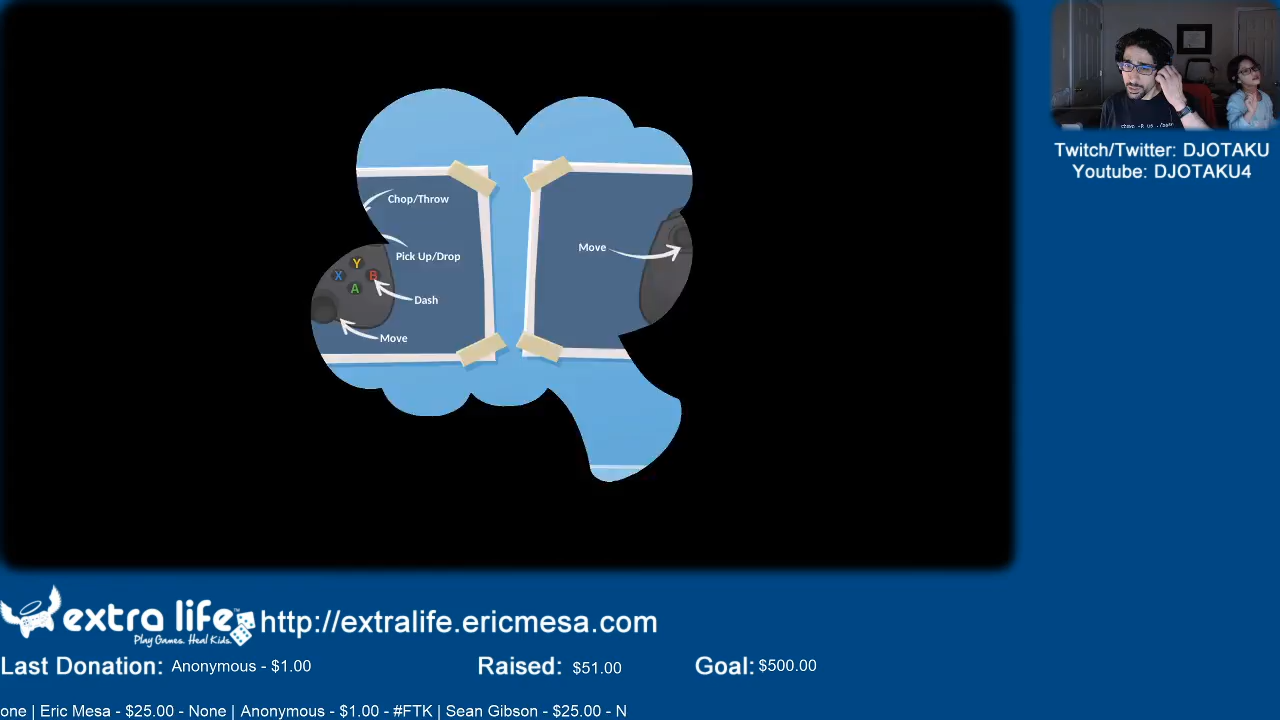 Chop/Throw
Pick Up/Drop
Y
X
B
A
Dash
Move
Move
Twitch/Twitter: DJOTAKU
Youtube: DJOTAKU4
extra life
Play Games. Heal Kids.
http://extralife.ericmesa.com
Last Donation: Anonymous - $1.00
Raised: $51.00
Goal: $500.00
one | Eric Mesa - $25.00 - None | Anonymous - $1.00 - #FTK | Sean Gibson - $25.00 - N